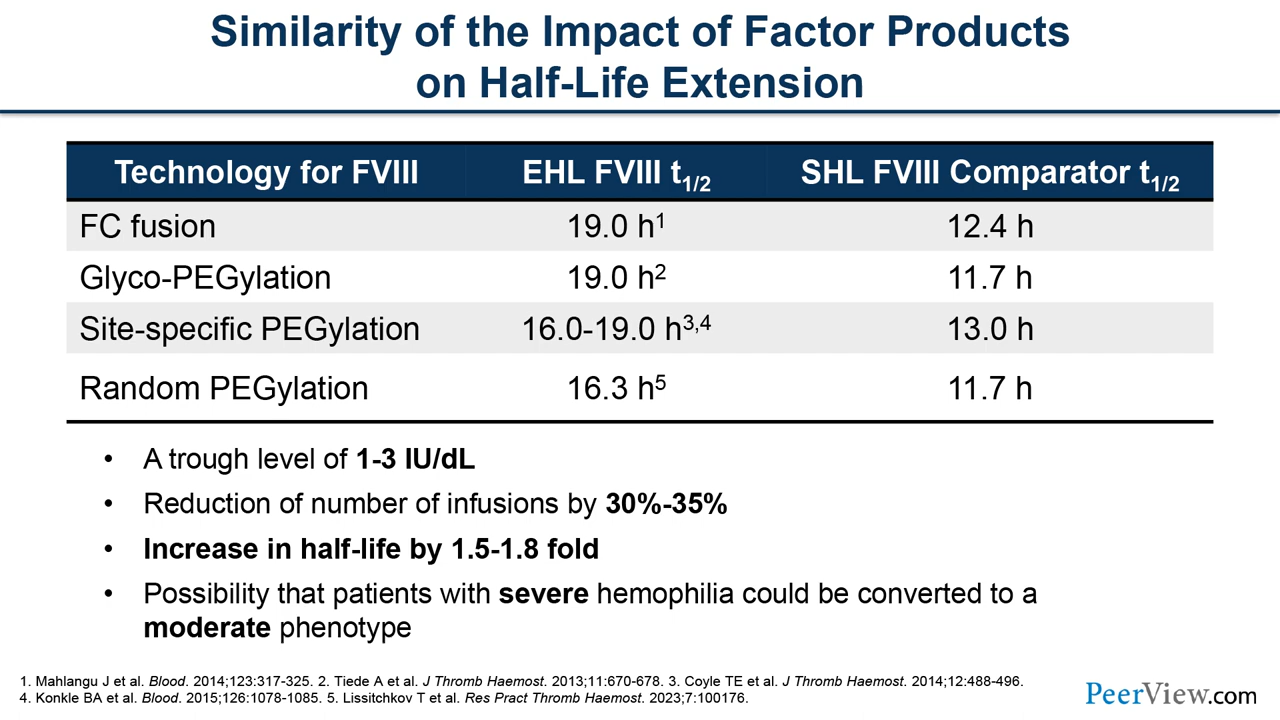 Similarity of the Impact of Factor Products
on Half-Life Extension
Technology for FVIII EHL FVIII t1/2 SHL FVIII Comparator t1/2
FC fusion 19.0 h1 12.4 h
Glyco-PEGylation 19.0 h2 11.7 h
Site-specific PEGylation 16.0-19.0 h3,4 13.0 h
Random PEGylation 16.3 h5 11.7 h
• A trough level of 1-3 IU/dL
• Reduction of number of infusions by 30%-35%
• Increase in half-life by 1.5-1.8 fold
• Possibility that patients with severe hemophilia could be converted to a
moderate phenotype
1. Mahlangu J et al. Blood. 2014;123:317-325. 2. Tiede A et al. J Thromb Haemost. 2013;11:670-678. 3. Coyle TE et al. J Thromb Haemost. 2014;12:488-496.
4. Konkle BA et al. Blood. 2015;126:1078-1085. 5. Lissitchkov T et al. Res Pract Thromb Haemost. 2023;7:100176.
PeerView.com